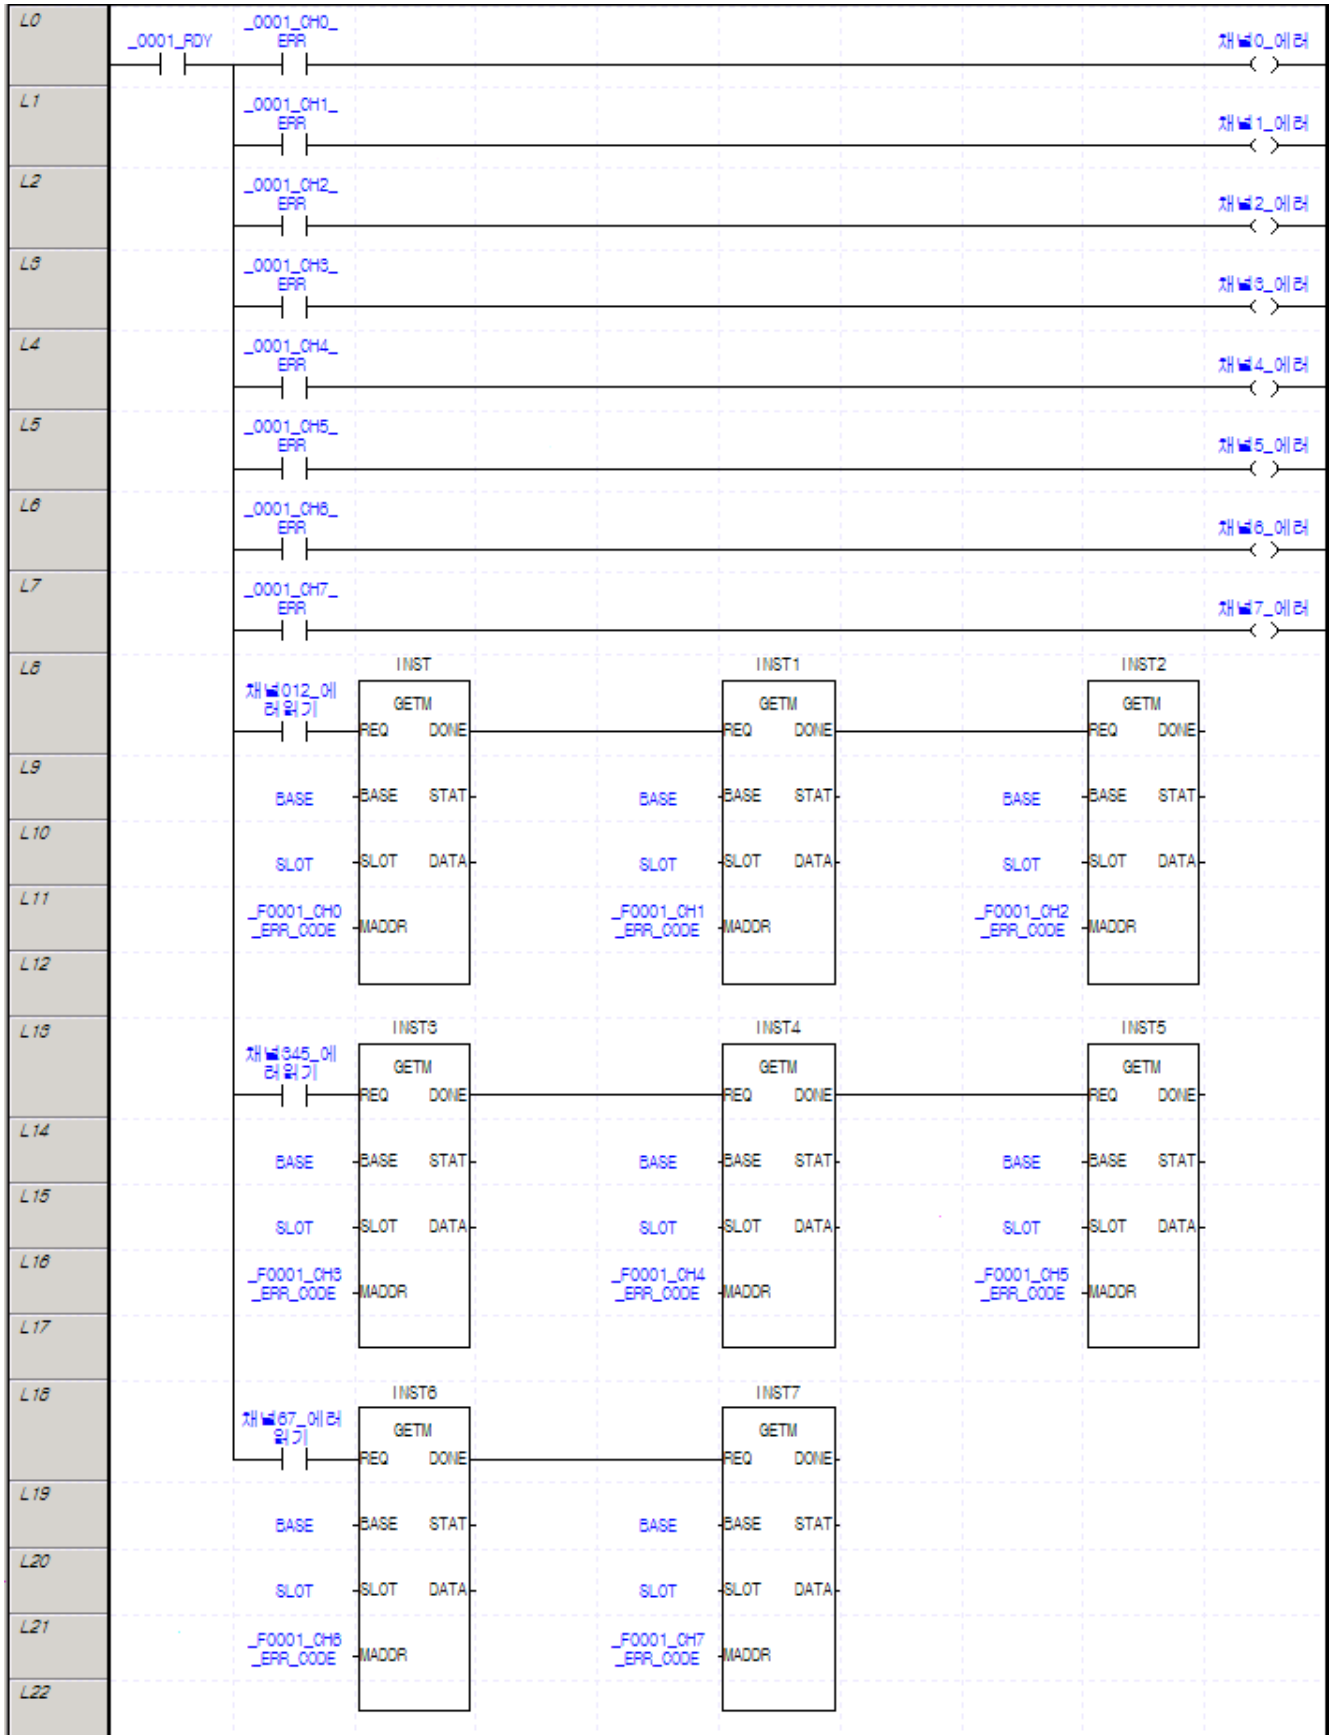 L0
_0001_RDY
_0001_CH0_
ERR
채널0_에러
L1
_0001_CH1_
ERR
채널1_에러
L2
_0001_CH2_
ERR
채널2_에러
L3
_0001_CH3_
ERR
채널3_에러
L4
_0001_CH4_
ERR
채널4_에러
L5
_0001_CH5_
ERR
채널5_에러
L6
_0001_CH6_
ERR
채널6_에러
L7
_0001_CH7_
ERR
채널7_에러
L8
INST INST1 INST2
채널012_에
러읽기
GETM GETM GETM
REQ DONE REQ DONE REQ DONE
L9
BASE BASE STAT BASE BASE STAT BASE BASE STAT
L10
SLOT SLOT DATA SLOT SLOT DATA SLOT SLOT DATA
L11
_F0001_CH0
_ERR_CODE
MADDR
_F0001_CH1
_ERR_CODE
MADDR
_F0001_CH2
_ERR_CODE
MADDR
L12
L13
INST3 INST4 INST5
채널345_에
러읽기
GETM GETM GETM
REQ DONE REQ DONE REQ DONE
L14
BASE BASE STAT BASE BASE STAT BASE BASE STAT
L15
SLOT SLOT DATA SLOT SLOT DATA SLOT SLOT DATA
L16
_F0001_CH3
_ERR_CODE
MADDR
_F0001_CH4
_ERR_CODE
MADDR
_F0001_CH5
_ERR_CODE
MADDR
L17
L18
INST6 INST7
채널67_에러
읽기
GETM GETM
REQ DONE REQ DONE
L19
BASE BASE STAT BASE BASE STAT
L20
SLOT SLOT DATA SLOT SLOT DATA
L21
_F0001_CH6
_ERR_CODE
MADDR
_F0001_CH7
_ERR_CODE
MADDR
L22